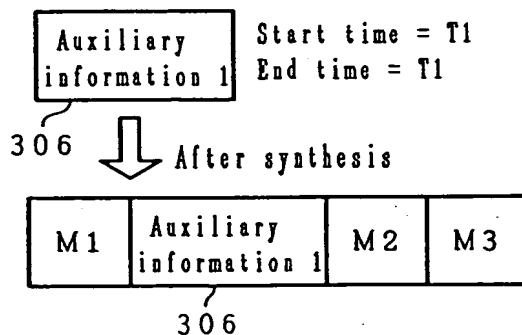 Auxiliary
information 1
Start time = T1
End time = T1
306
After synthesis
M1
Auxiliary
information 1
M2
M3
306